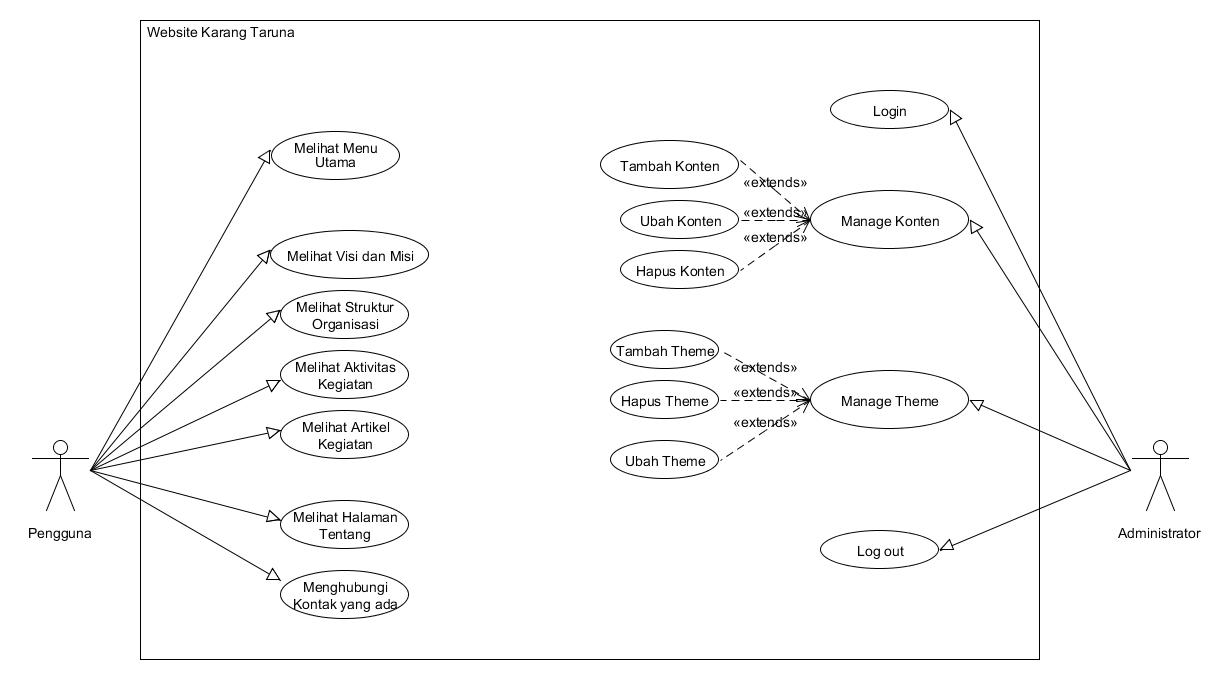 Website Karang Taruna
Login
Melihat Menu
Utama
Tambah Konten
«extends»
Ubah Konten
«extends»
Manage Konten
«extends»
Hapus Konten
Melihat Visi dan Misi
Melihat Struktur
Organisasi
Melihat Aktivitas
Kegiatan
Melihat Artikel
Kegiatan
Tambah Theme
«extends»
Hapus Theme
«extends»
Manage Theme
«extends»
Ubah Theme
Pengguna
Melihat Halaman
Tentang
Menghubungi
Kontak yang ada
Log out
Administrator